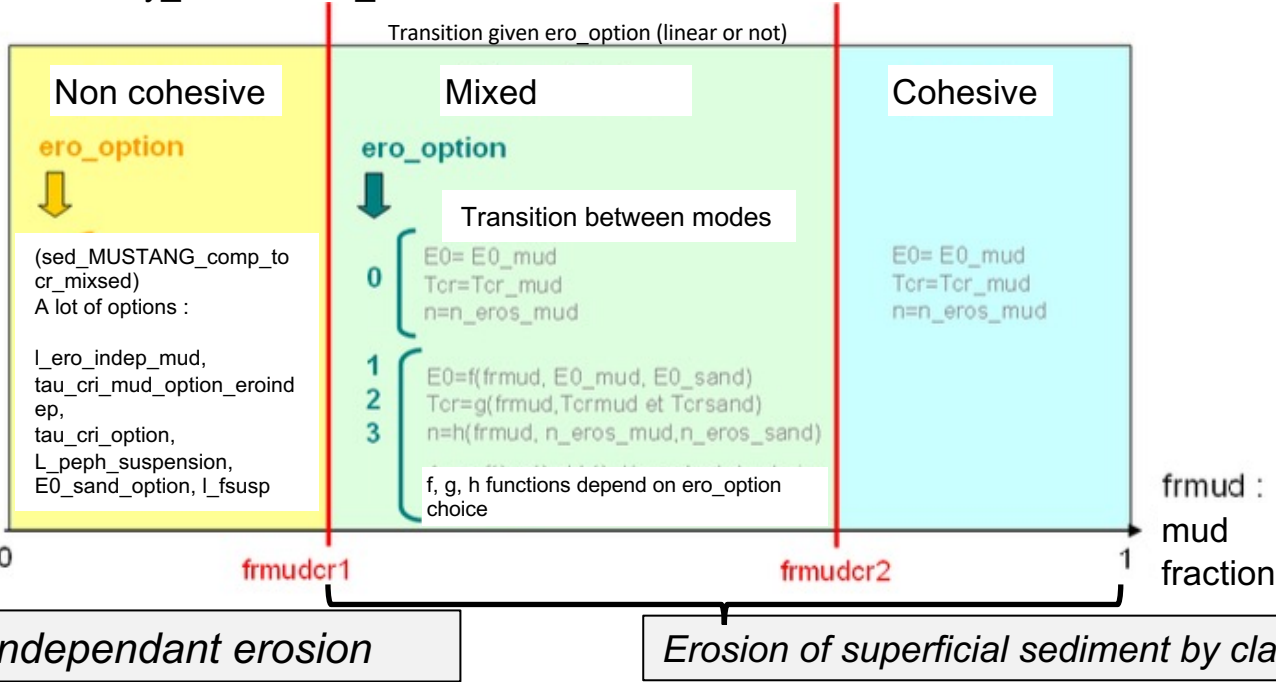 Transition given ero_option (linear or not)
Non cohesive
Mixed
Cohesive
ero_option
ero_option
Transition between modes
(sed_MUSTANG_comp_to
cr_mixsed)
A lot of options :
l_ero_indep_mud,
tau_cri_mud_option_eroind
ep,
tau_cri_option,
L_peph_suspension,
E0_sand_option, l_fsusp
0
E0= E0_mud
Tcr=Tcr_mud
n=n_eros_mud
1
2
3
E0=f(frmud, E0_mud, E0_sand)
Tcr=g(frmud,Tcrmud et Tcrsand)
n=h(frmud, n_eros_mud,n_eros_sand)
f, g, h functions depend on ero_option
choice
E0= E0_mud
Tcr=Tcr_mud
n=n_eros_mud
frmud :
mud
fraction
0
frmudcr1
frmudcr2
1
ndependant erosion
Erosion of superficial sediment by cla